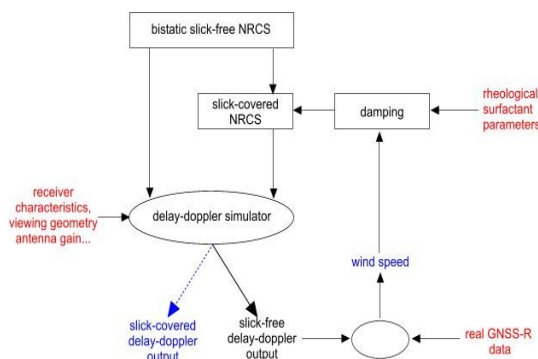 bistatic slick-free NRCS
slick-covered
NRCS
damping
rheological
surfactant
parameters
receiver
characteristics,
viewing geometry
antenna gain...
delay-doppler simulator
wind speed
slick-covered
delay-doppler
output
slick-free
delay-doppler
output
real GNSS-R
data